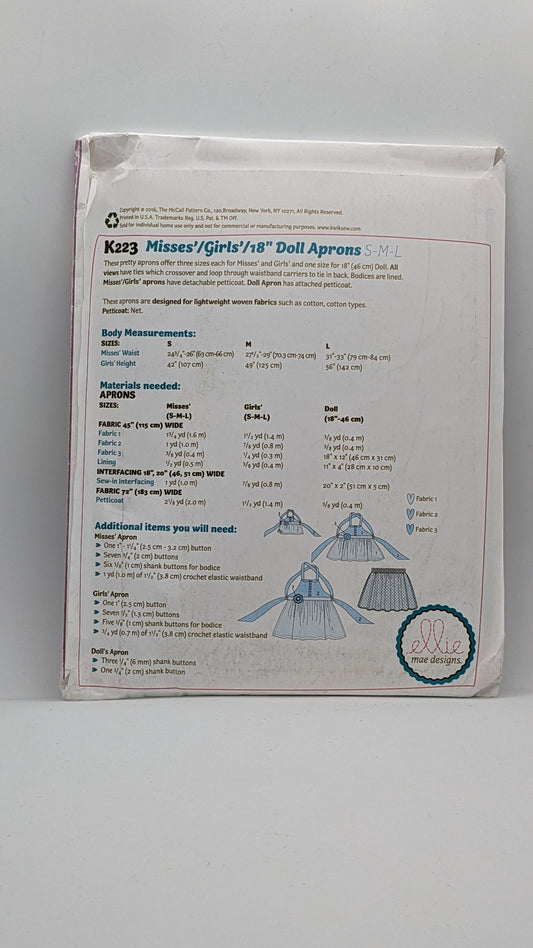 Copyright © 2016, The McCall Pattern Co., 120 Broadway, New York, NY 10271, All Rights Reserved.
Printed in U.S.A. Trademarks Reg. U.S. Pat. & TM Off.
Sold for individual home use only and not for commercial or manufacturing purposes. www.kwiksew.com
K223 Misses'/Girls'/18" Doll Aprons S-M-L
These pretty aprons offer three sizes each for Misses' and Girls' and one size for 18" (46 cm) Doll. All
views have ties which crossover and loop through waistband carriers to tie in back. Bodices are lined.
Misses'/Girls' aprons have detachable petticoat. Doll Apron has attached petticoat.
These aprons are designed for lightweight woven fabrics such as cotton, cotton types.
Petticoat: Net.
Body Measurements:
SIZES: S M L
Misses' Waist 24¾"-26" (63 cm-66 cm) 27⅝"-29" (70.3 cm-74 cm) 31"-33" (79 cm-84 cm)
Girls' Height 42" (107 cm) 49" (125 cm) 56" (142 cm)
Materials needed:
APRONS
SIZES: Misses' Girls' Doll
(S-M-L) (S-M-L) (18"-46 cm)
FABRIC 45" (115 cm) WIDE
Fabric 1 1¾ yd (1.6 m) 1½ yd (1.4 m) ⅜ yd (0.4 m)
Fabric 2 1 yd (1.0 m) ⅞ yd (0.8 m) ⅜ yd (0.4 m)
Fabric 3 ⅜ yd (0.4 m) ¼ yd (0.3 m) 18" x 12" (46 cm x 31 cm)
Lining ½ yd (0.5 m) ⅜ yd (0.4 m) 11" x 4" (28 cm x 10 cm)
INTERFACING 18", 20" (46, 51 cm) WIDE
Sew-in Interfacing 1 yd (1.0 m) ⅞ yd (0.8 m) 20" x 2" (51 cm x 5 cm)
FABRIC 72" (183 cm) WIDE
Petticoat 2⅛ yd (2.0 m) 1½ yd (1.4 m) ⅜ yd (0.4 m)
Fabric 1
Fabric 2
Fabric 3
Additional items you will need:
Misses' Apron
One 1" - 1¼" (2.5 cm - 3.2 cm) button
Seven ¾" (2 cm) buttons
Six ⅜" (1 cm) shank buttons for bodice
1 yd (1.0 m) of 1½" (3.8 cm) crochet elastic waistband
Girls' Apron
One 1" (2.5 cm) button
Seven ½" (1.3 cm) buttons
Five ⅜" (1 cm) shank buttons for bodice
¾ yd (0.7 m) of 1½" (3.8 cm) crochet elastic waistband
Doll's Apron
Three ¼" (6 mm) shank buttons
One ¾" (2 cm) shank button
ellie
mae designs.